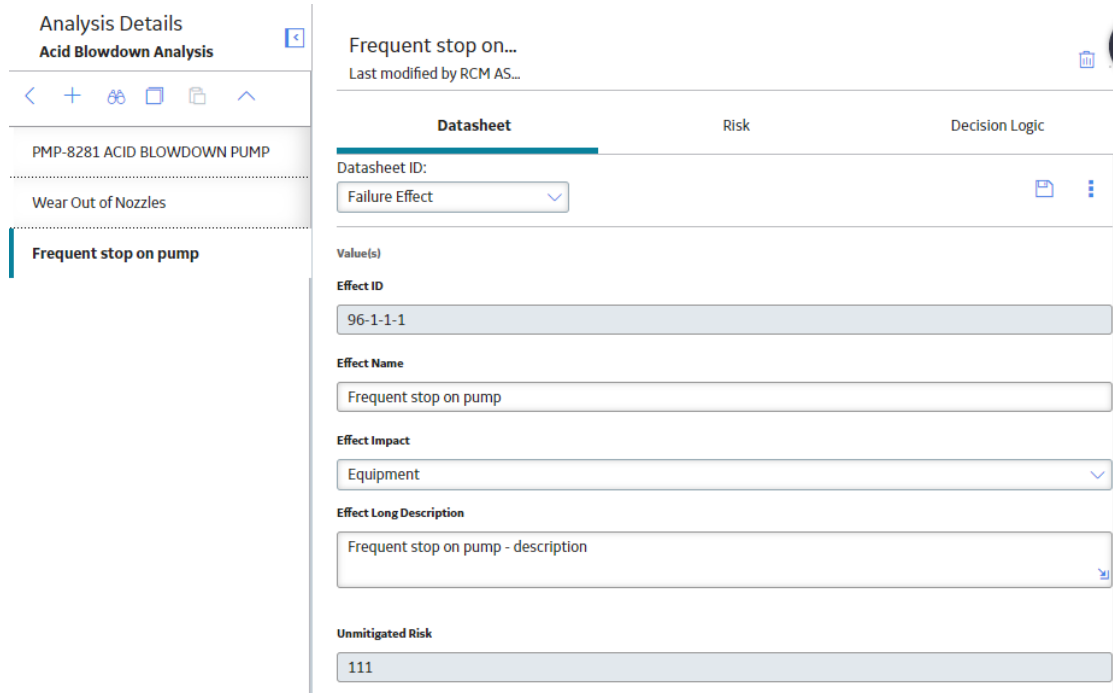 Analysis Details
Acid Blowdown Analysis
PMP-8281 ACID BLOWDOWN PUMP
Wear Out of Nozzles
Frequent stop on pump
Frequent stop on...
Last modified by RCM AS...
Datasheet
Risk
Decision Logic
Datasheet ID:
Failure Effect
Value(s)
Effect ID
96-1-1-1
Effect Name
Frequent stop on pump
Effect Impact
Equipment
Effect Long Description
Frequent stop on pump - description
Unmitigated Risk
111